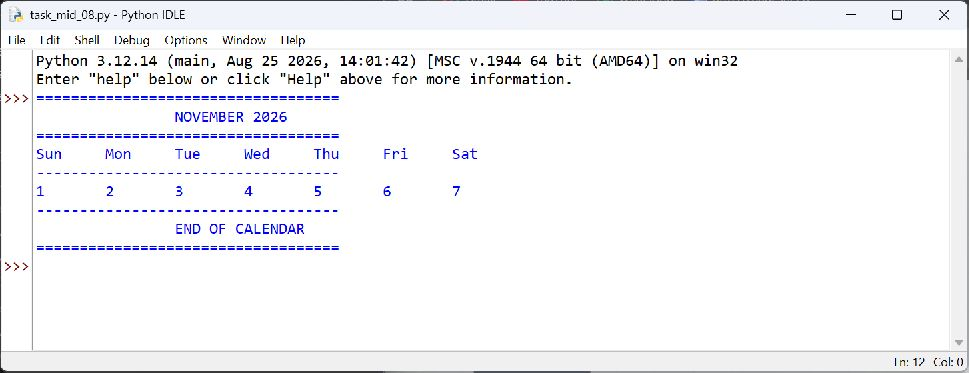 task_mid_08.py - Python IDLE
File Edit Shell Debug Options Window Help
Python 3.12.14 (main, Aug 25 2026, 14:01:42) [MSC v.1944 64 bit (AMD64)] on win32
Enter "help" below or click "Help" above for more information.
>>> ===================================
NOVEMBER 2026
===================================
Sun Mon Tue Wed Thu Fri Sat
-----------------------------------
1 2 3 4 5 6 7
-----------------------------------
END OF CALENDAR
===================================
>>>
Ln: 12 Col: 0